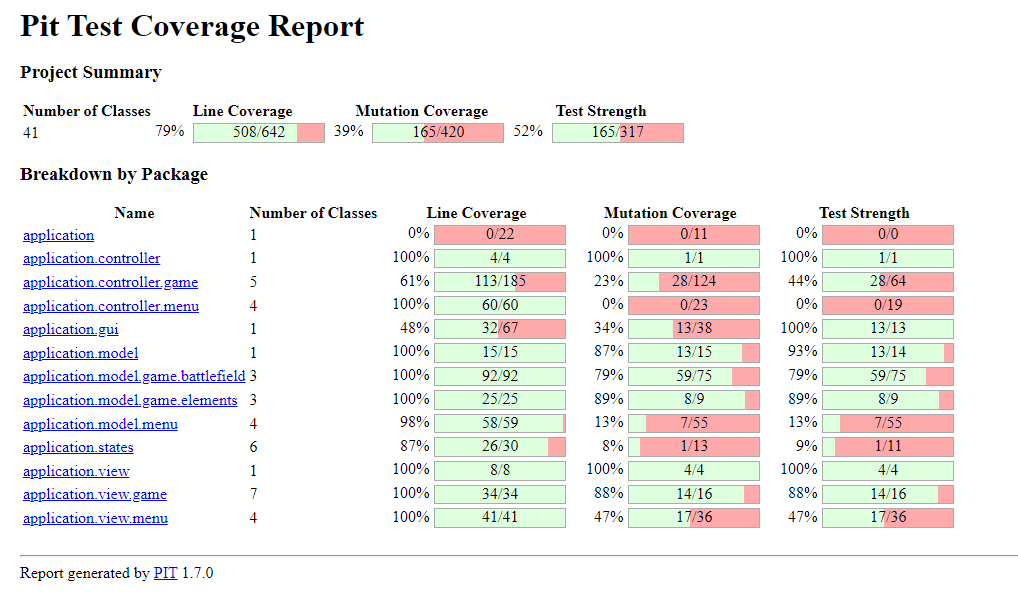 Pit Test Coverage Report
Project Summary
Number of Classes Line Coverage Mutation Coverage Test Strength
41 79% 508/642 39% 165/420 52% 165/317
Breakdown by Package
Name Number of Classes Line Coverage Mutation Coverage Test Strength
application 1 0% 0/22 0% 0/11 0% 0/0
application.controller 1 100% 4/4 100% 1/1 100% 1/1
application.controller.game 5 61% 113/185 23% 28/124 44% 28/64
application.controller.menu 4 100% 60/60 0% 0/23 0% 0/19
application.gui 1 48% 32/67 34% 13/38 100% 13/13
application.model 1 100% 15/15 87% 13/15 93% 13/14
application.model.game.battlefield 3 100% 92/92 79% 59/75 79% 59/75
application.model.game.elements 3 100% 25/25 89% 8/9 89% 8/9
application.model.menu 4 98% 58/59 13% 7/55 13% 7/55
application.states 6 87% 26/30 8% 1/13 9% 1/11
application.view 1 100% 8/8 100% 4/4 100% 4/4
application.view.game 7 100% 34/34 88% 14/16 88% 14/16
application.view.menu 4 100% 41/41 47% 17/36 47% 17/36
Report generated by PIT 1.7.0